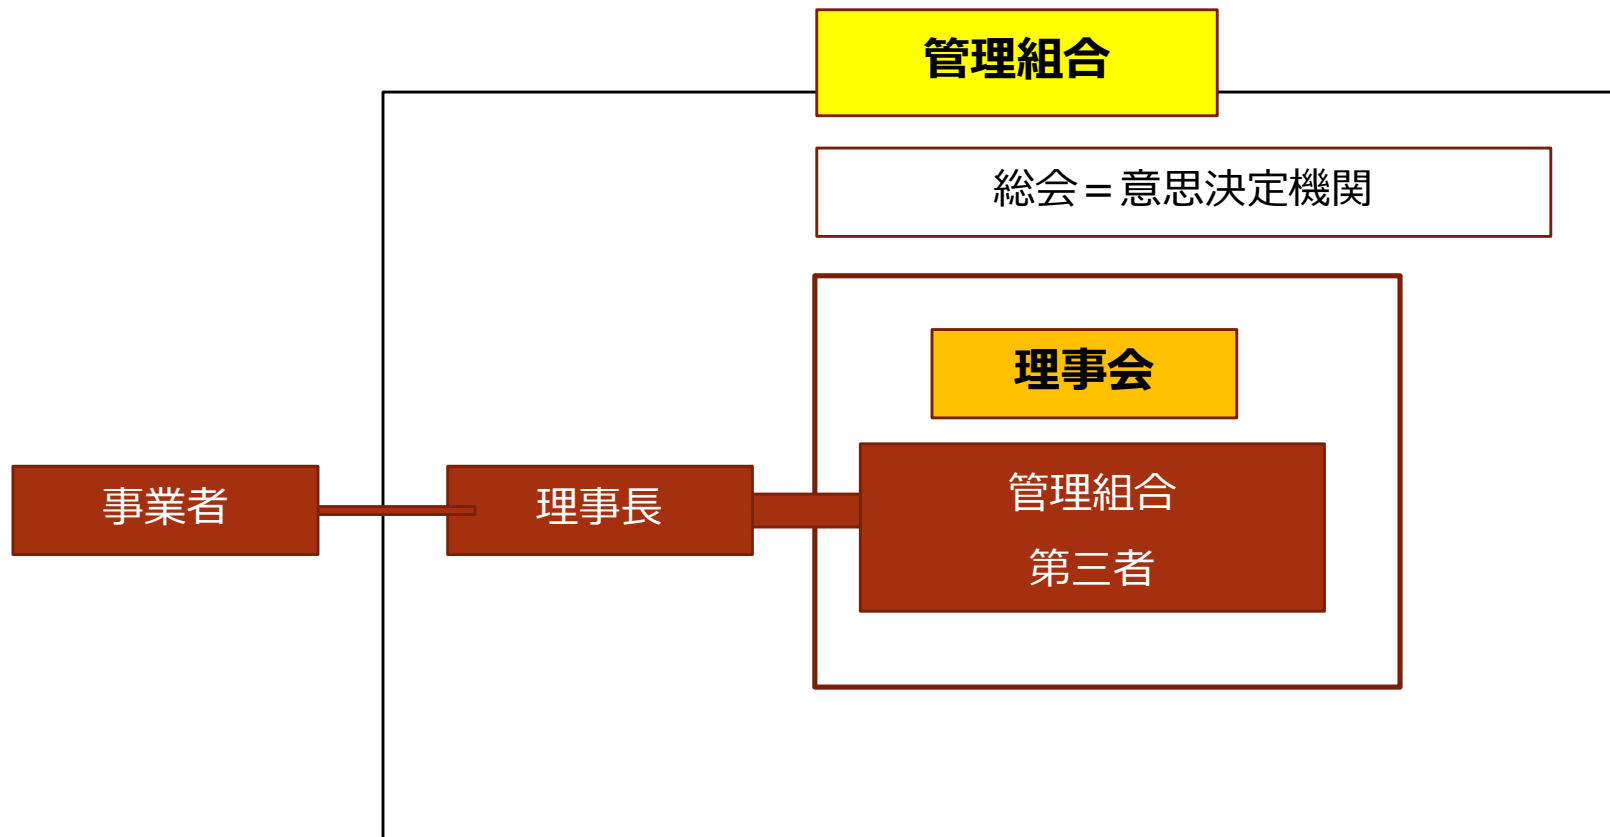 管理組合
総会=意思決定機関
理事会
事業者
理事長
管理組合
第三者